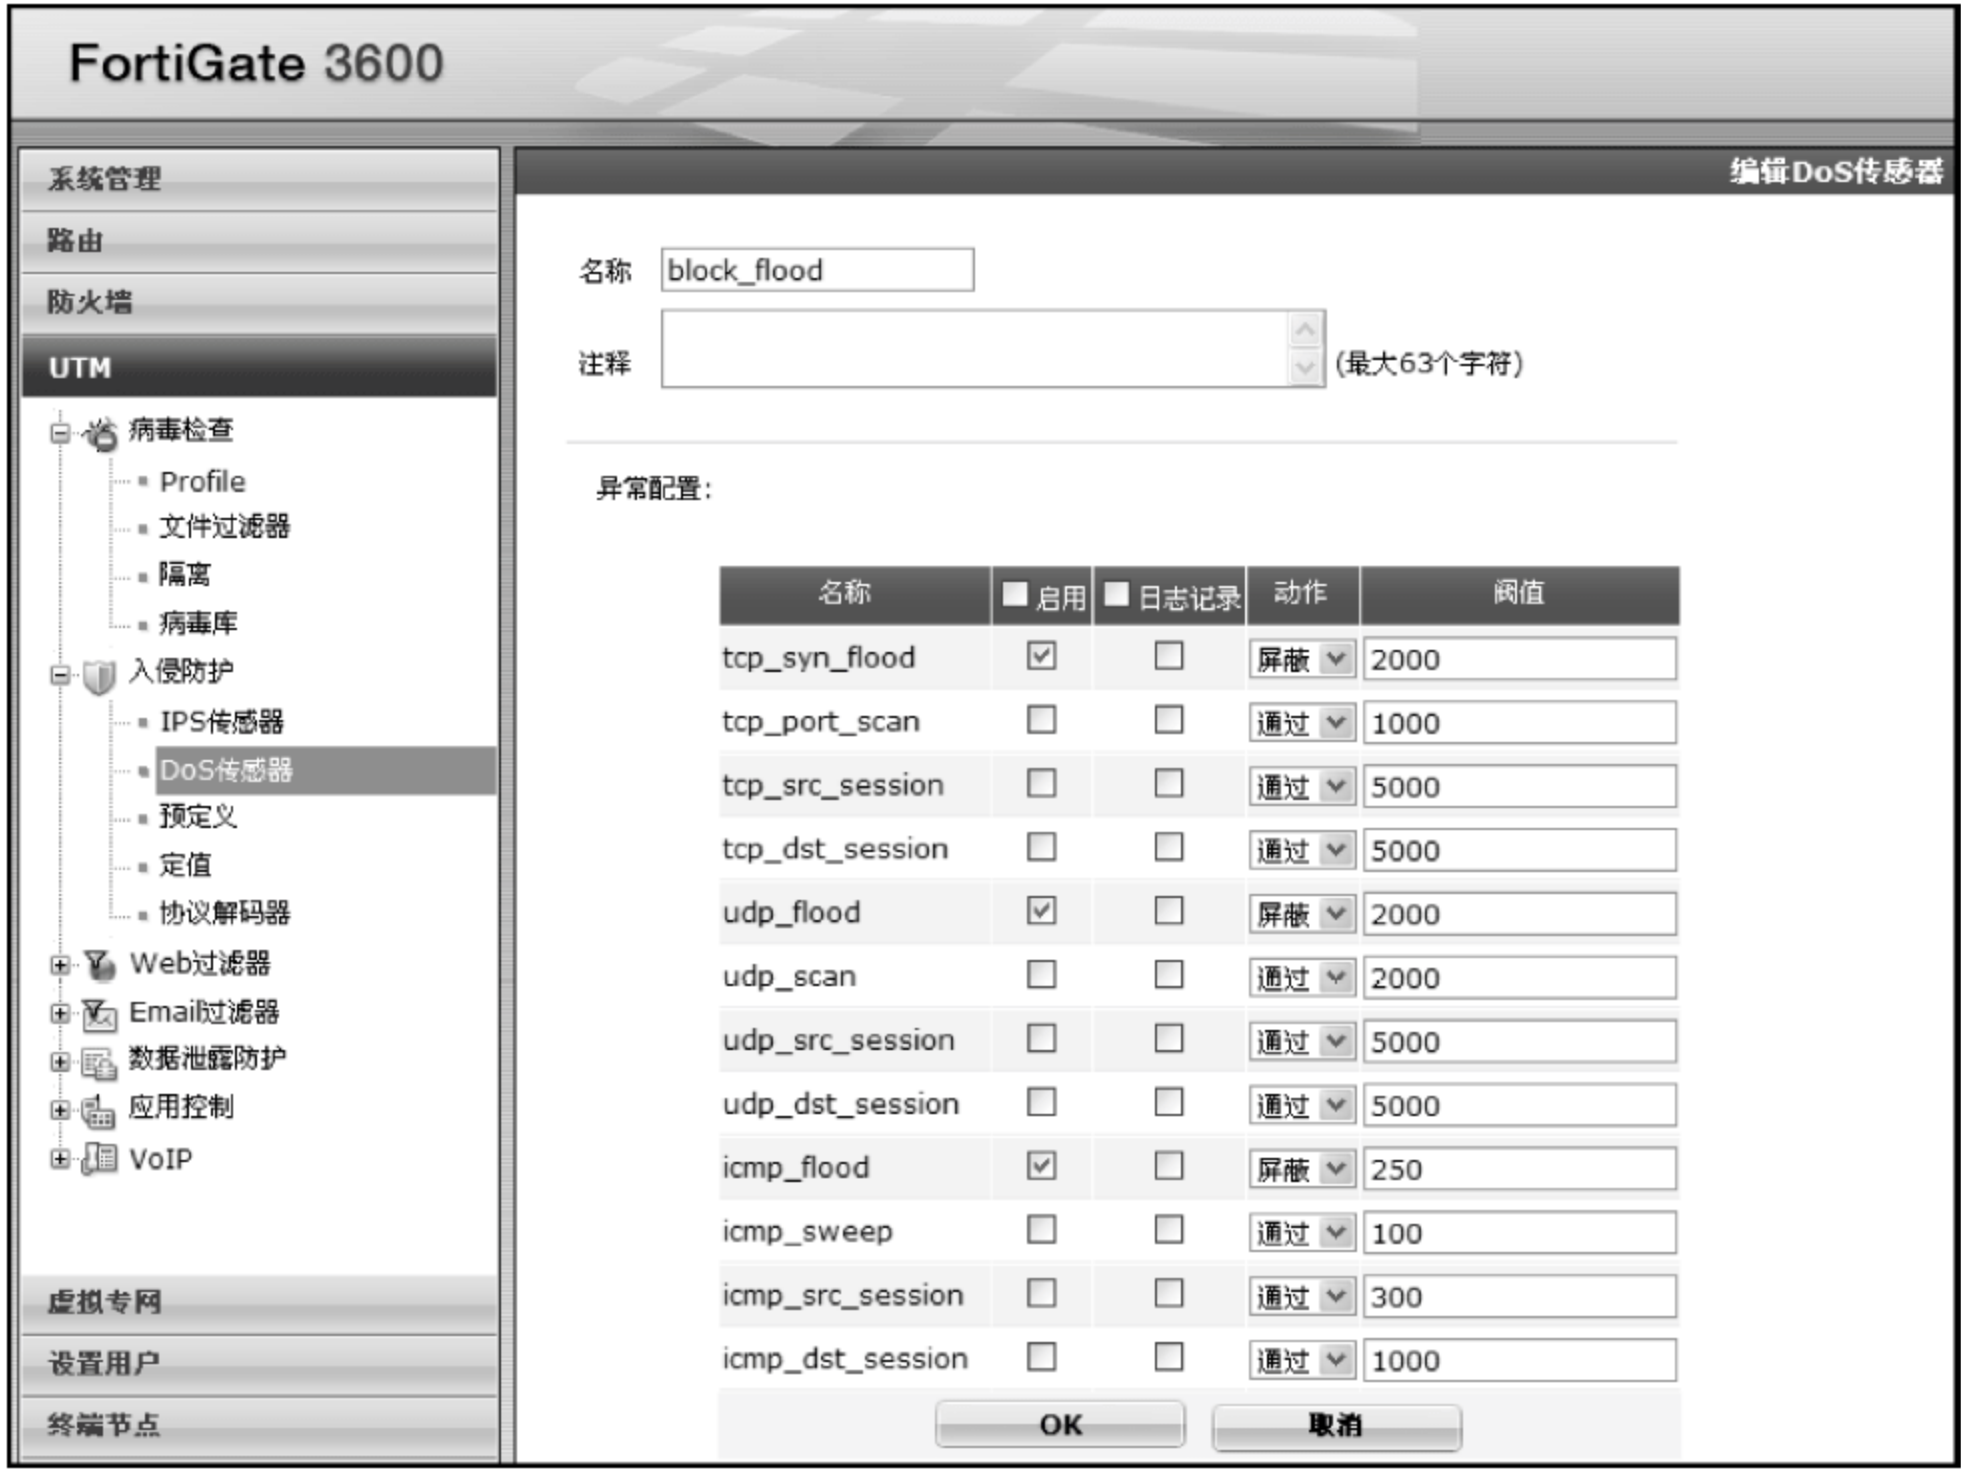 FortiGate 3600
系统管理
路由
防火墙
UTM
病毒检查
Profile
文件过滤器
隔离
病毒库
入侵防护
IPS传感器
DoS传感器
预定义
定值
协议解码器
Web过滤器
Email过滤器
数据泄露防护
应用控制
VoIP
虚拟专网
设置用户
终端节点
编辑DoS传感器
名称 block_flood
注释 (最大63个字符)
异常配置:
名称 启用 日志记录 动作 阀值
tcp_syn_flood 屏蔽 2000
tcp_port_scan 通过 1000
tcp_src_session 通过 5000
tcp_dst_session 通过 5000
udp_flood 屏蔽 2000
udp_scan 通过 2000
udp_src_session 通过 5000
udp_dst_session 通过 5000
icmp_flood 屏蔽 250
icmp_sweep 通过 100
icmp_src_session 通过 300
icmp_dst_session 通过 1000
OK 取消